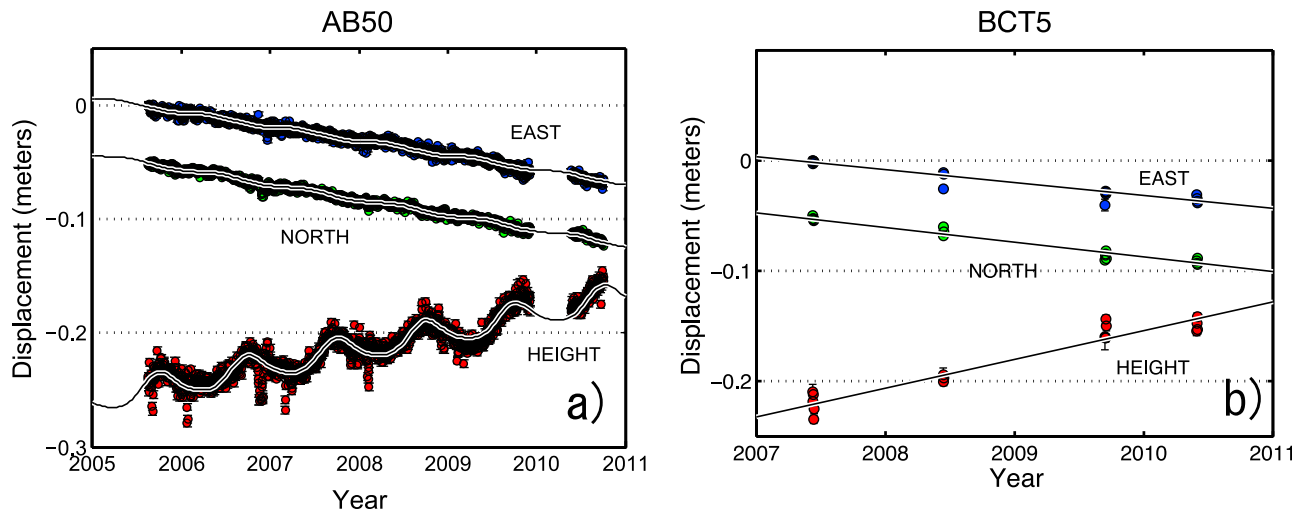 AB50
Displacement (meters)
0
−0.1
−0.2
−0.3
EAST
NORTH
HEIGHT
a)
2005 2006 2007 2008 2009 2010 2011
Year
BCT5
Displacement (meters)
0
−0.1
−0.2
EAST
NORTH
HEIGHT
b)
2007 2008 2009 2010 2011
Year